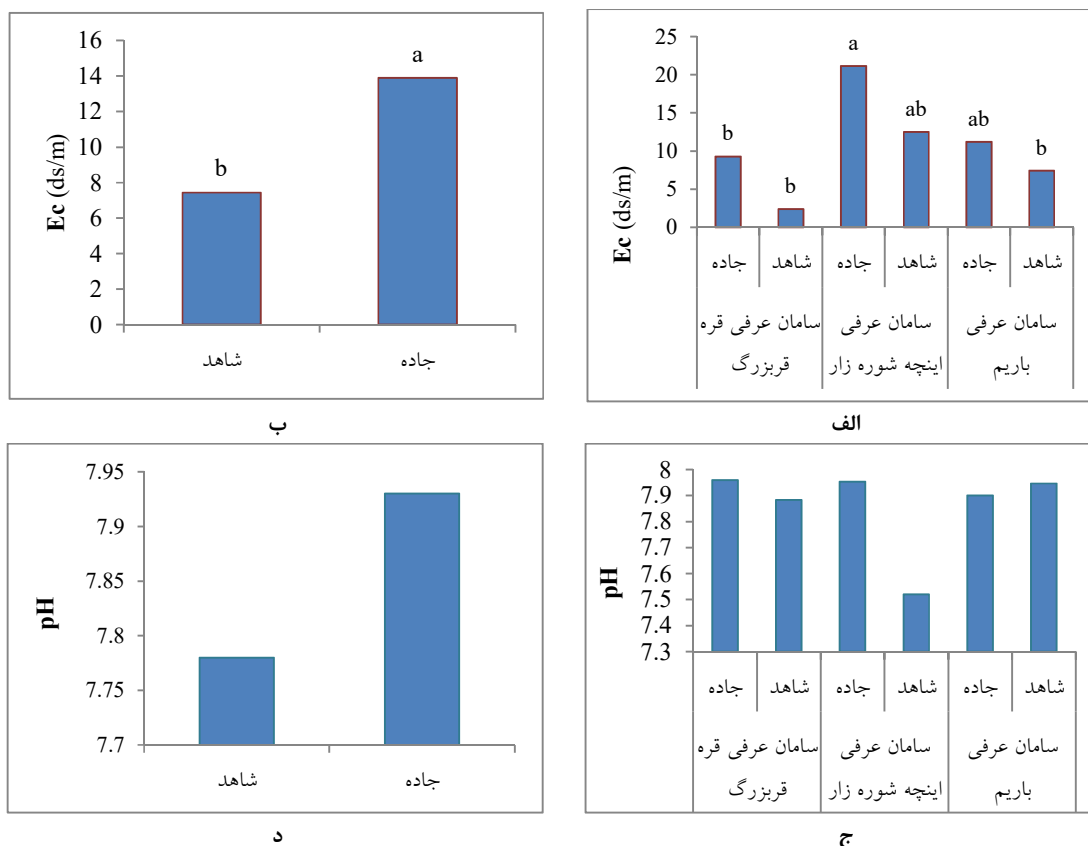 16
14
12
10
8
6
4
2
0
Ec (ds/m)
b
a
شاهد
جاده
ب
25
20
15
10
5
0
Ec (ds/m)
b
b
a
ab
ab
b
جاده
شاهد
جاده
شاهد
جاده
شاهد
سامان عرفی قره
قربزرگ
سامان عرفی
اینچه شوره زار
سامان عرفی
باریم
الف
7.95
7.9
7.85
7.8
7.75
7.7
pH
شاهد
جاده
د
8
7.9
7.8
7.7
7.6
7.5
7.4
7.3
pH
جاده
شاهد
جاده
شاهد
جاده
شاهد
سامان عرفی قره
قربزرگ
سامان عرفی
اینچه شوره زار
سامان عرفی
باریم
ج